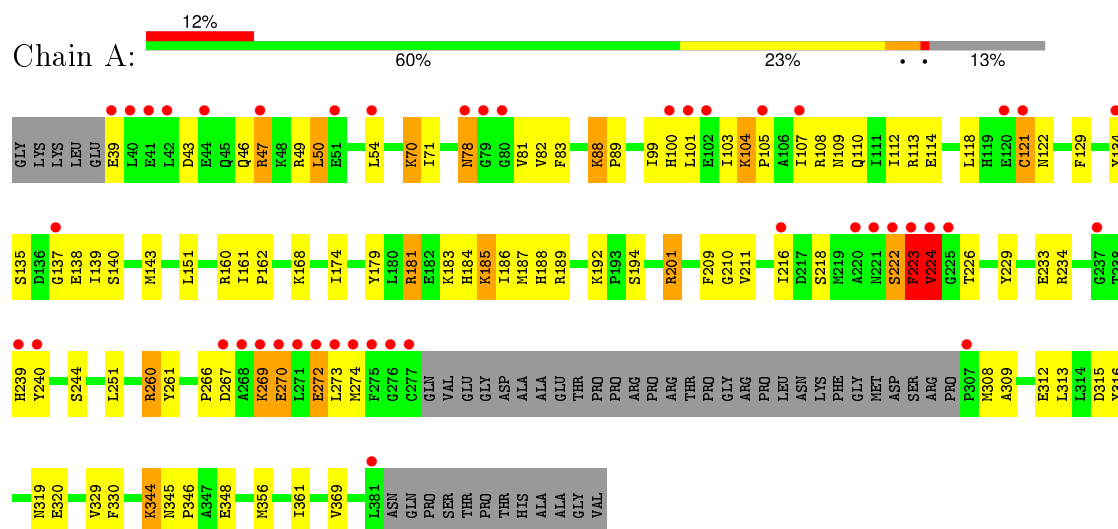 12%
Chain A:
60% 23% • • 13%
GLY LYS LYS LEU GLU E39 L40 E41 L42 D43 E44 Q45 Q46 R47 K48 R49 L50 E51 L54 K70 I71 N78 G79 G80 V81 V82 F83 K88 P89 I99 H100 L101 E102 I103 K104 P105 A106 I107 R108 N109 Q110 I111 I112 R113 E114 L118 H119 E120 C121 N122 F129 Y134
S135 D136 G137 E138 I139 S140 M143 L151 R160 I161 P162 K168 I174 Y179 L180 R181 E182 K183 H184 K185 I186 M187 H188 R189 K192 P193 S194 R201 F209 G210 V211 I216 D217 S218 M219 A220 N221 S222 F223 V224 G225 T226 Y229 E233 R234 G237 T238
H239 Y240 S244 L251 R260 Y261 P266 D267 A268 K269 E270 L271 E272 L273 M274 F275 G276 C277 GLN VAL GLU GLY ASP ALA ALA GLU THR PRO PRO ARG PRO ARG THR PRO GLY ARG PRO LEU ASN LYS PHE GLY MET ASP SER ARG PRO P307 M308 A309 E312 L313 L314 D315 Y316
N319 E320 V329 F330 K344 N345 P346 A347 E348 M356 I361 V369 L381 ASN GLN PRO SER THR PRO THR HIS ALA ALA GLY VAL